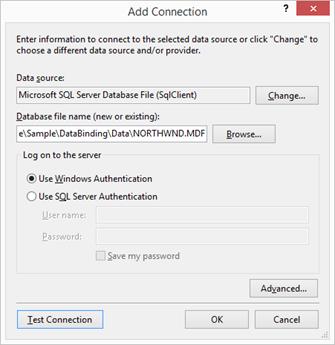 Add Connection
?
Enter information to connect to the selected data source or click "Change" to
choose a different data source and/or provider.
Data source:
Microsoft SQL Server Database File (SqlClient)
Change...
Database file name (new or existing):
e\Sample\DataBinding\Data\NORTHWND.MDF
Browse...
Log on to the server
Use Windows Authentication
Use SQL Server Authentication
User name:
Password:
Save my password
Advanced...
Test Connection
OK
Cancel